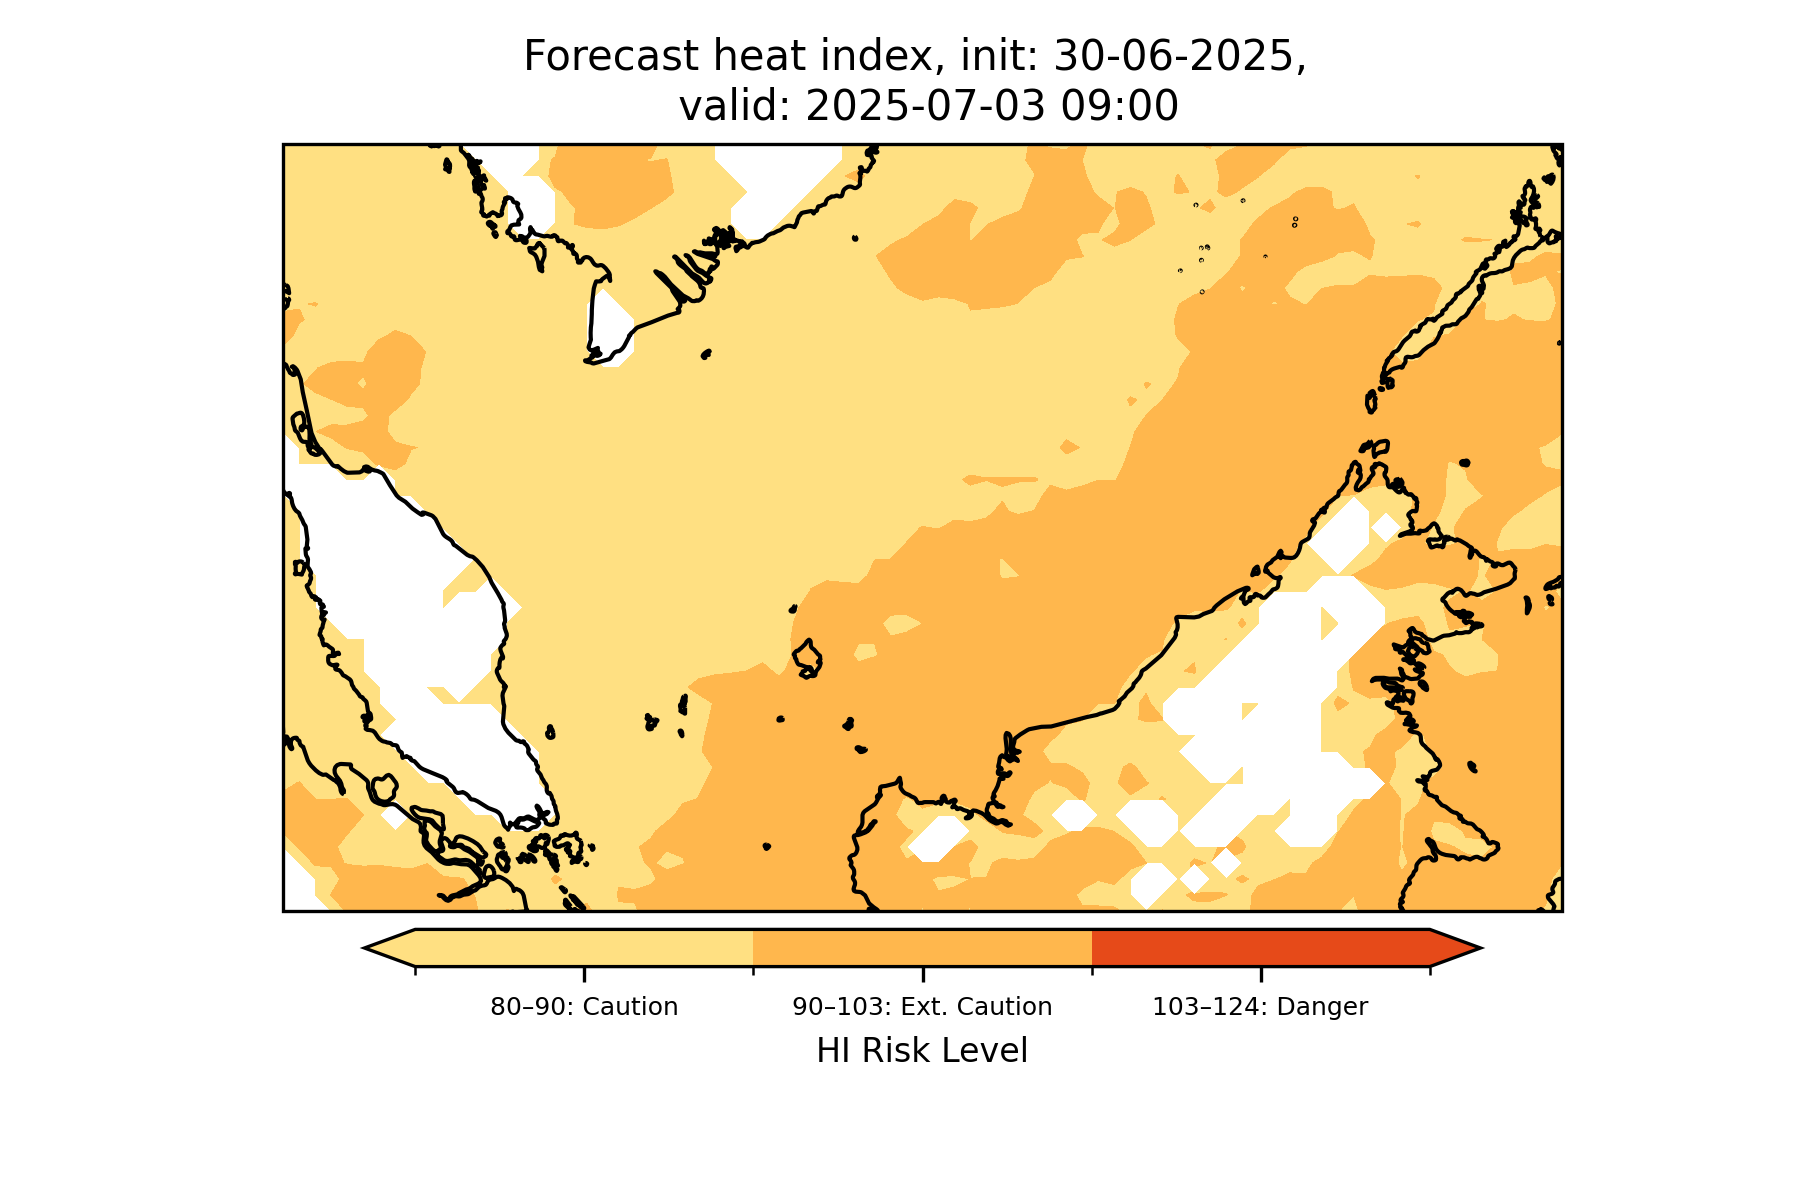 Forecast heat index, init: 30-06-2025,
valid: 2025-07-03 09:00
80–90: Caution
90–103: Ext. Caution
103–124: Danger
HI Risk Level